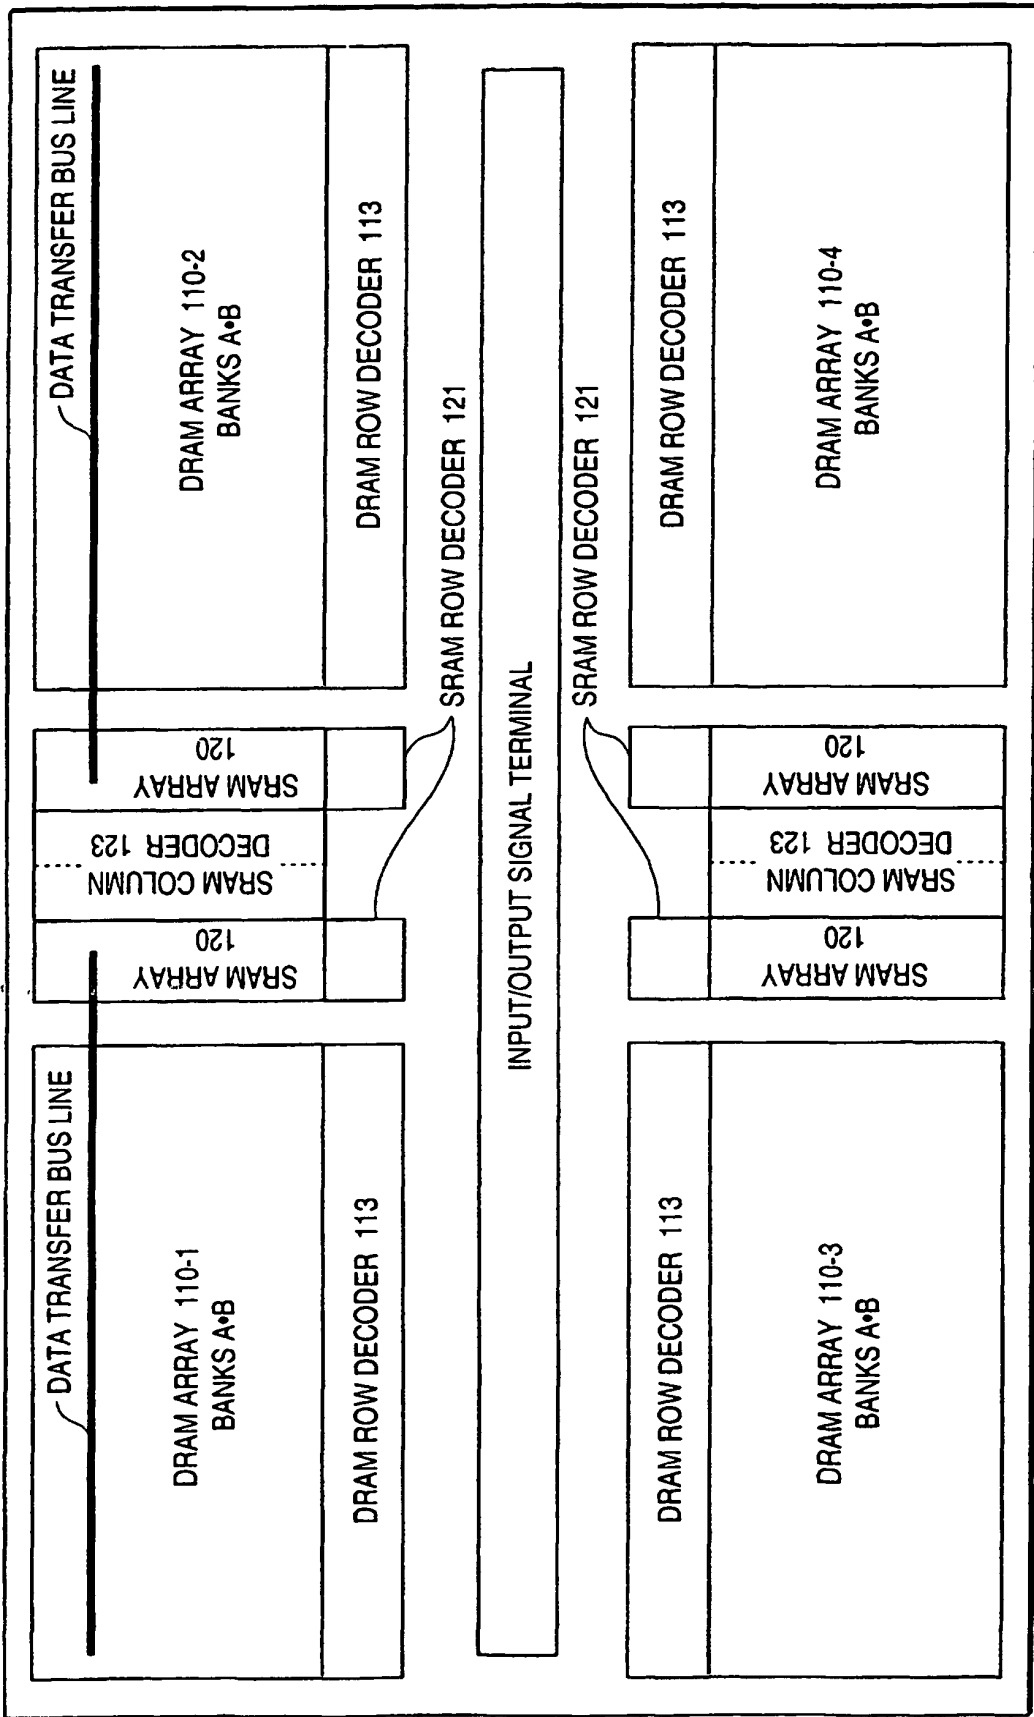 DATA TRANSFER BUS LINE
DRAM ARRAY 110-1
BANKS A•B
DRAM ROW DECODER 113
SRAM ARRAY
120
SRAM COLUMN
DECODER 123
SRAM ARRAY
120
DATA TRANSFER BUS LINE
DRAM ARRAY 110-2
BANKS A•B
DRAM ROW DECODER 113
SRAM ROW DECODER 121
INPUT/OUTPUT SIGNAL TERMINAL
SRAM ROW DECODER 121
DRAM ROW DECODER 113
DRAM ARRAY 110-3
BANKS A•B
SRAM ARRAY
120
SRAM COLUMN
DECODER 123
SRAM ARRAY
120
DRAM ROW DECODER 113
DRAM ARRAY 110-4
BANKS A•B